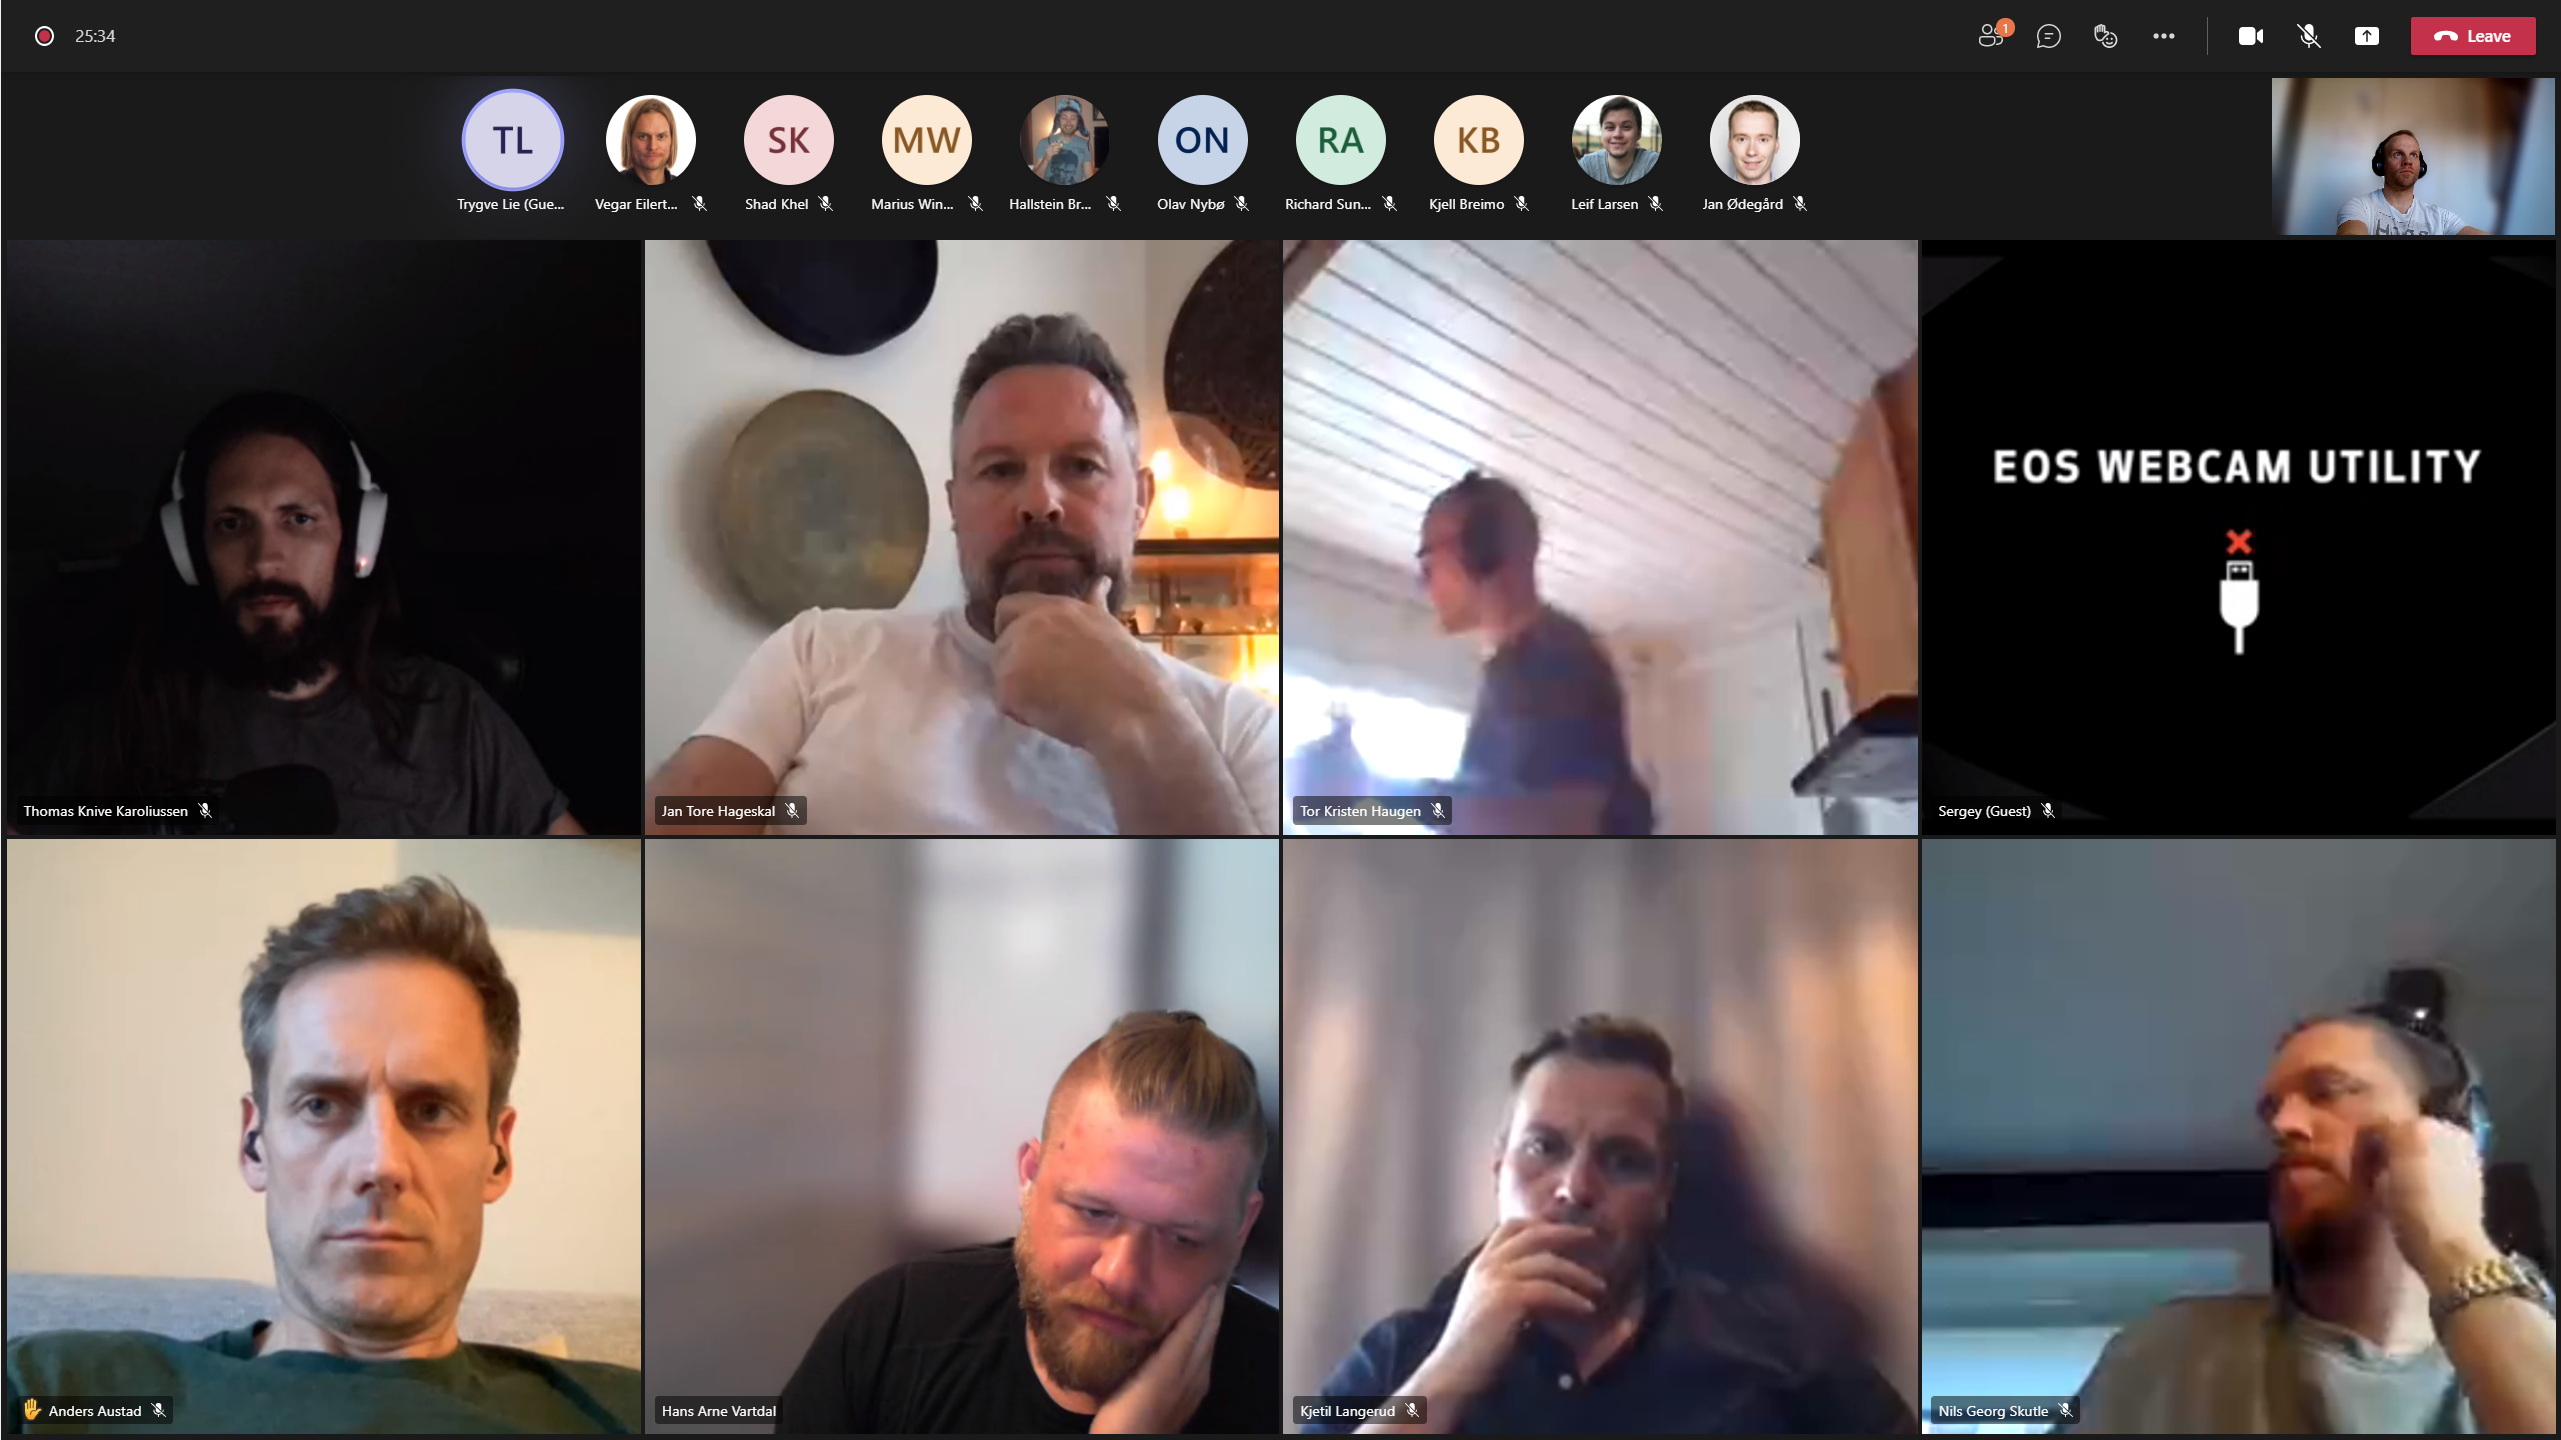 25:34
1
Leave
TL
SK
MW
ON
RA
KB
Trygve Lie (Gue...
Vegar Eilert...
Shad Khel
Marius Win...
Hallstein Br...
Olav Nybø
Richard Sun...
Kjell Breimo
Leif Larsen
Jan Ødegård
EOS WEBCAM UTILITY
Thomas Knive Karoliussen
Jan Tore Hageskal
Tor Kristen Haugen
Sergey (Guest)
Anders Austad
Hans Arne Vartdal
Kjetil Langerud
Nils Georg Skutle